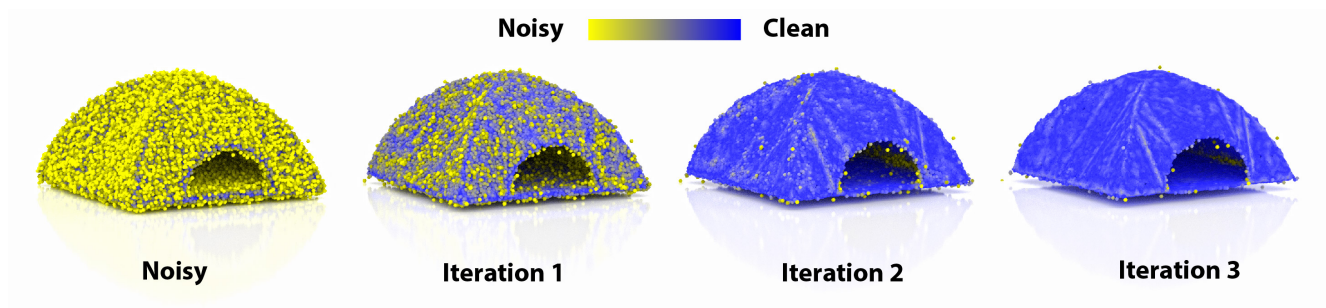 Noisy Clean
Noisy
Iteration 1
Iteration 2
Iteration 3